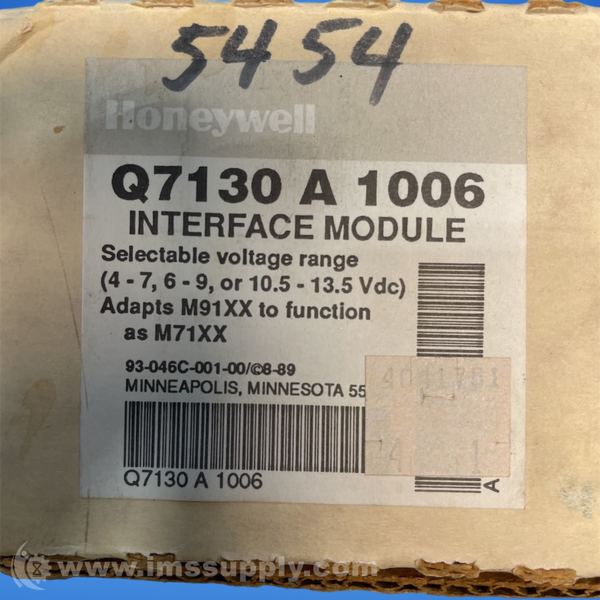 5454
Honeywell
Q7130 A 1006
INTERFACE MODULE
Selectable voltage range
(4 - 7, 6 - 9, or 10.5 - 13.5 Vdc)
Adapts M91XX to function
as M71XX
93-046C-001-00/©8-89
MINNEAPOLIS, MINNESOTA 55
Q7130 A 1006
A
www.imssupply.com